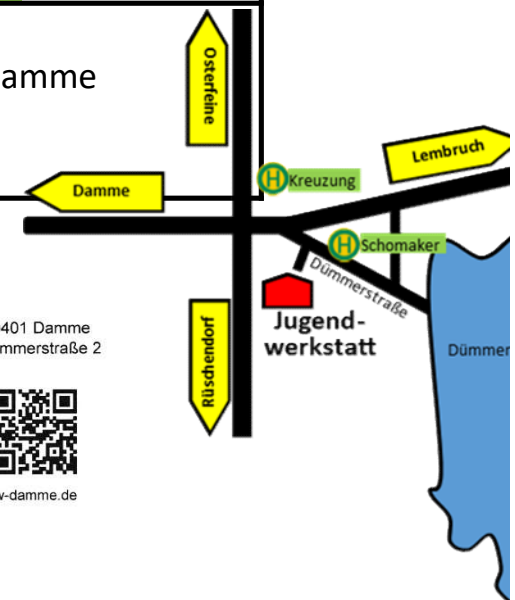 amme
Osterfeine
Lembruch
H Kreuzung
Damme
H Schomaker
Dümmerstraße
Jugend-
werkstatt
Rüschendorf
401 Damme
mmerstraße 2
Dümmer
w-damme.de